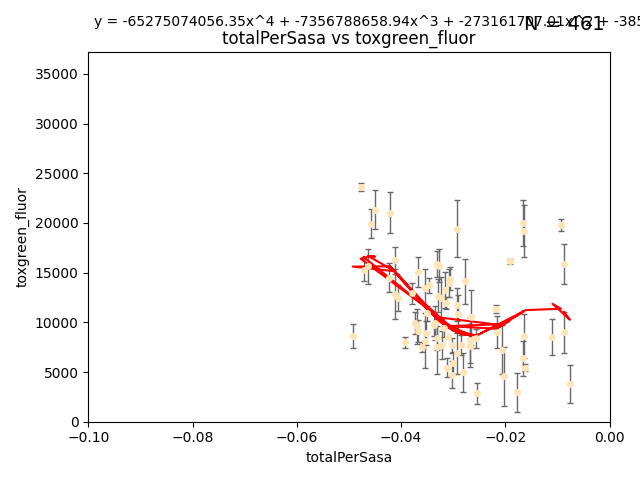 y = -65275074056.35x^4 + -7356788658.94x^3 +
N = 461
totalPerSasa vs toxgreen_fluor
35000
30000
25000
20000
15000
10000
5000
0
toxgreen_fluor
−0.10
−0.08
−0.06
−0.04
−0.02
0.00
totalPerSasa